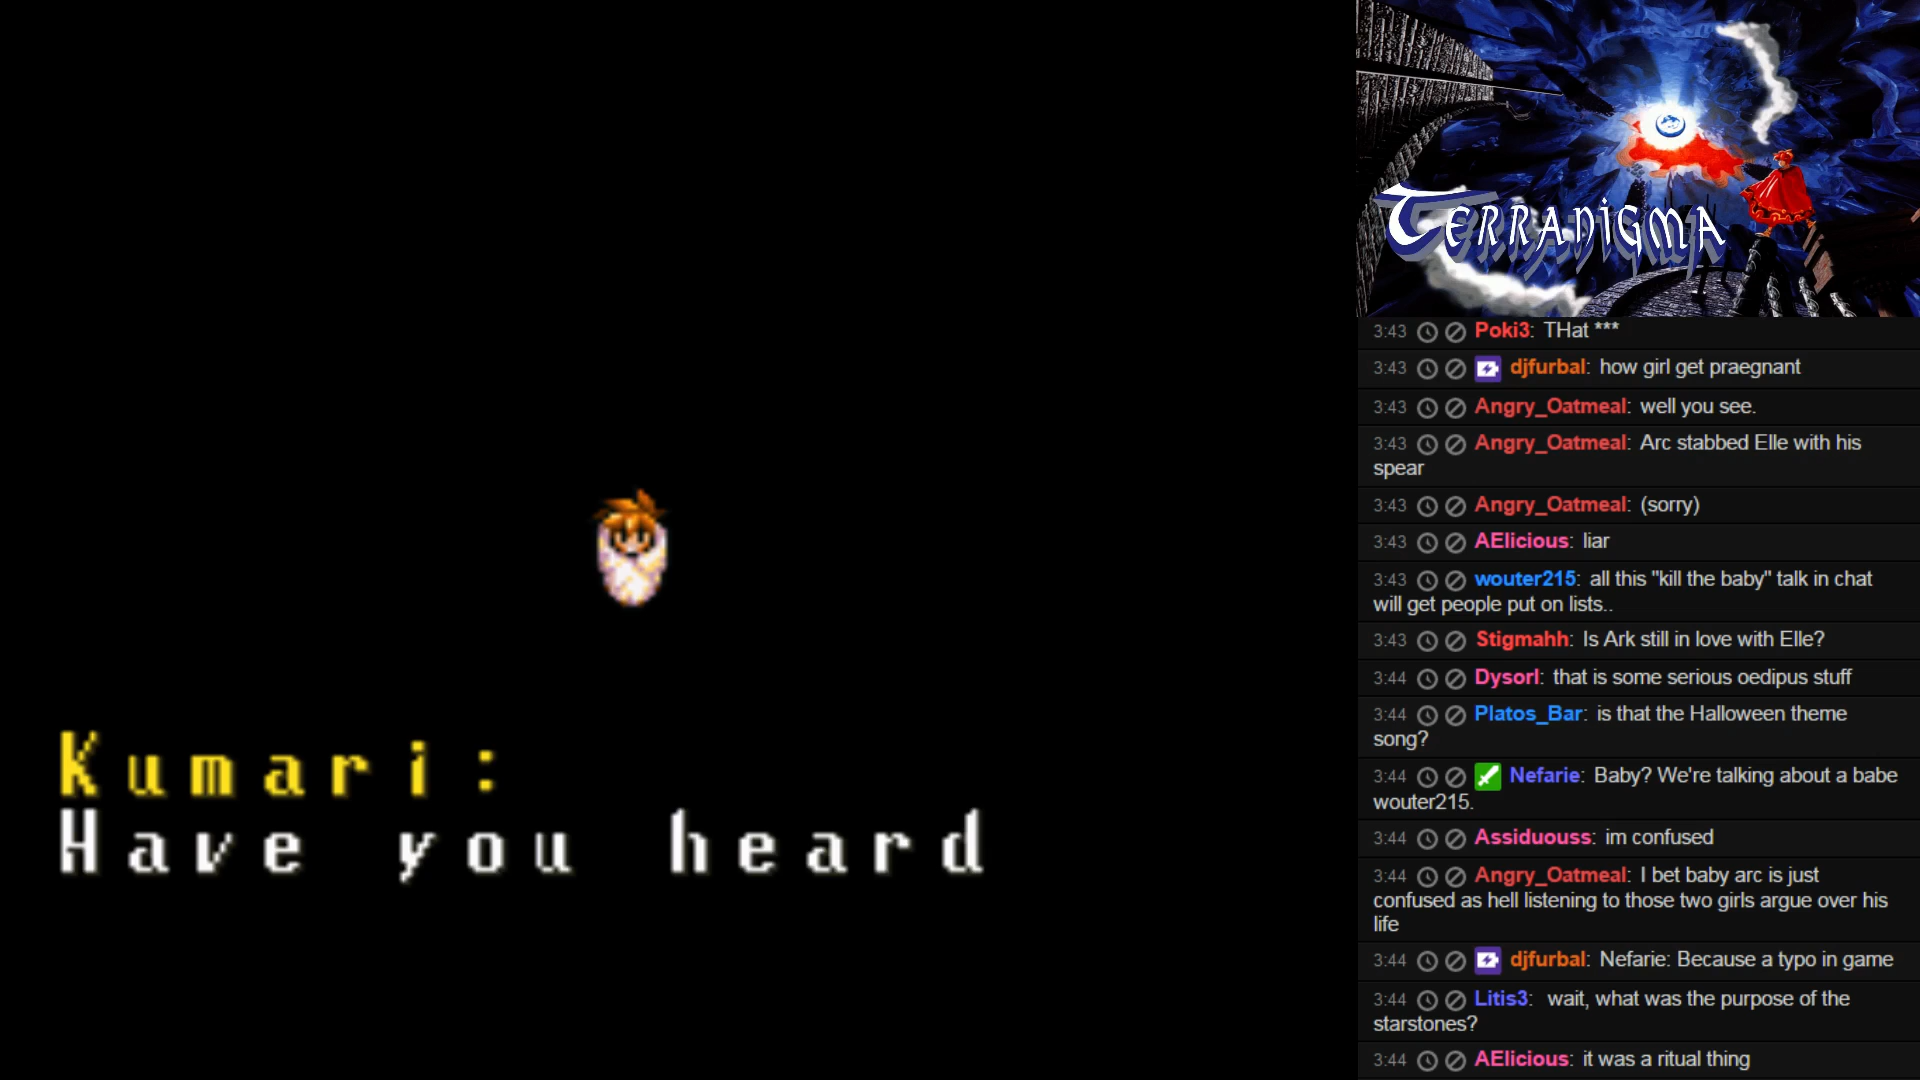 TERRANIGMA
3:43 Poki3: THat ***
3:43 djfurbal: how girl get praegnant
3:43 Angry_Oatmeal: well you see.
3:43 Angry_Oatmeal: Arc stabbed Elle with his
spear
3:43 Angry_Oatmeal: (sorry)
3:43 AElicious: liar
3:43 wouter215: all this "kill the baby" talk in chat
will get people put on lists..
3:43 Stigmahh: Is Ark still in love with Elle?
3:44 Dysorl: that is some serious oedipus stuff
3:44 Platos_Bar: is that the Halloween theme
song?
3:44 Nefarie: Baby? We're talking about a babe
wouter215.
3:44 Assiduouss: im confused
3:44 Angry_Oatmeal: I bet baby arc is just
confused as hell listening to those two girls argue over his
life
3:44 djfurbal: Nefarie: Because a typo in game
3:44 Litis3: wait, what was the purpose of the
starstones?
3:44 AElicious: it was a ritual thing
Kumari:
Have you heard